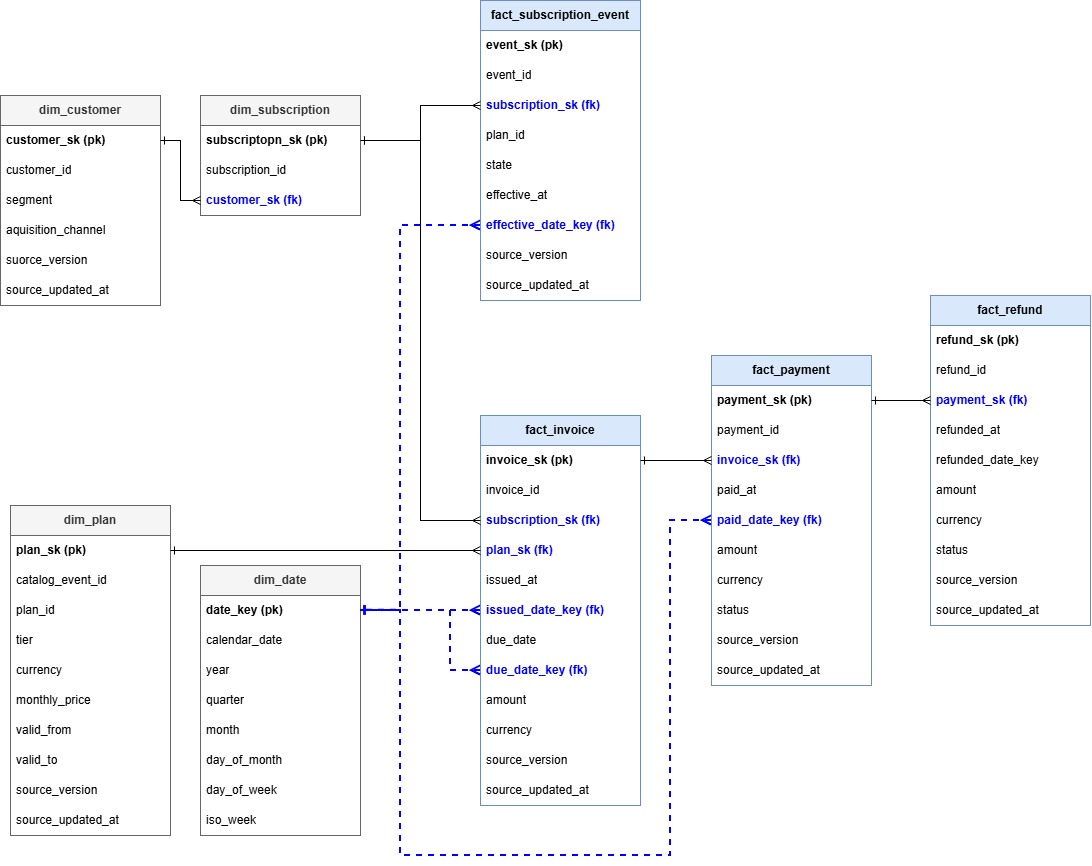 fact_subscription_event
event_sk (pk)
event_id
subscription_sk (fk)
plan_id
state
effective_at
effective_date_key (fk)
source_version
source_updated_at
dim_customer
customer_sk (pk)
customer_id
segment
aquisition_channel
suorce_version
source_updated_at
dim_subscription
subscriptopn_sk (pk)
subscription_id
customer_sk (fk)
fact_refund
refund_sk (pk)
refund_id
payment_sk (fk)
refunded_at
refunded_date_key
amount
currency
status
source_version
source_updated_at
fact_payment
payment_sk (pk)
payment_id
invoice_sk (fk)
paid_at
paid_date_key (fk)
amount
currency
status
source_version
source_updated_at
fact_invoice
invoice_sk (pk)
invoice_id
subscription_sk (fk)
plan_sk (fk)
issued_at
issued_date_key (fk)
due_date
due_date_key (fk)
amount
currency
source_version
source_updated_at
dim_plan
plan_sk (pk)
catalog_event_id
plan_id
tier
currency
monthly_price
valid_from
valid_to
source_version
source_updated_at
dim_date
date_key (pk)
calendar_date
year
quarter
month
day_of_month
day_of_week
iso_week